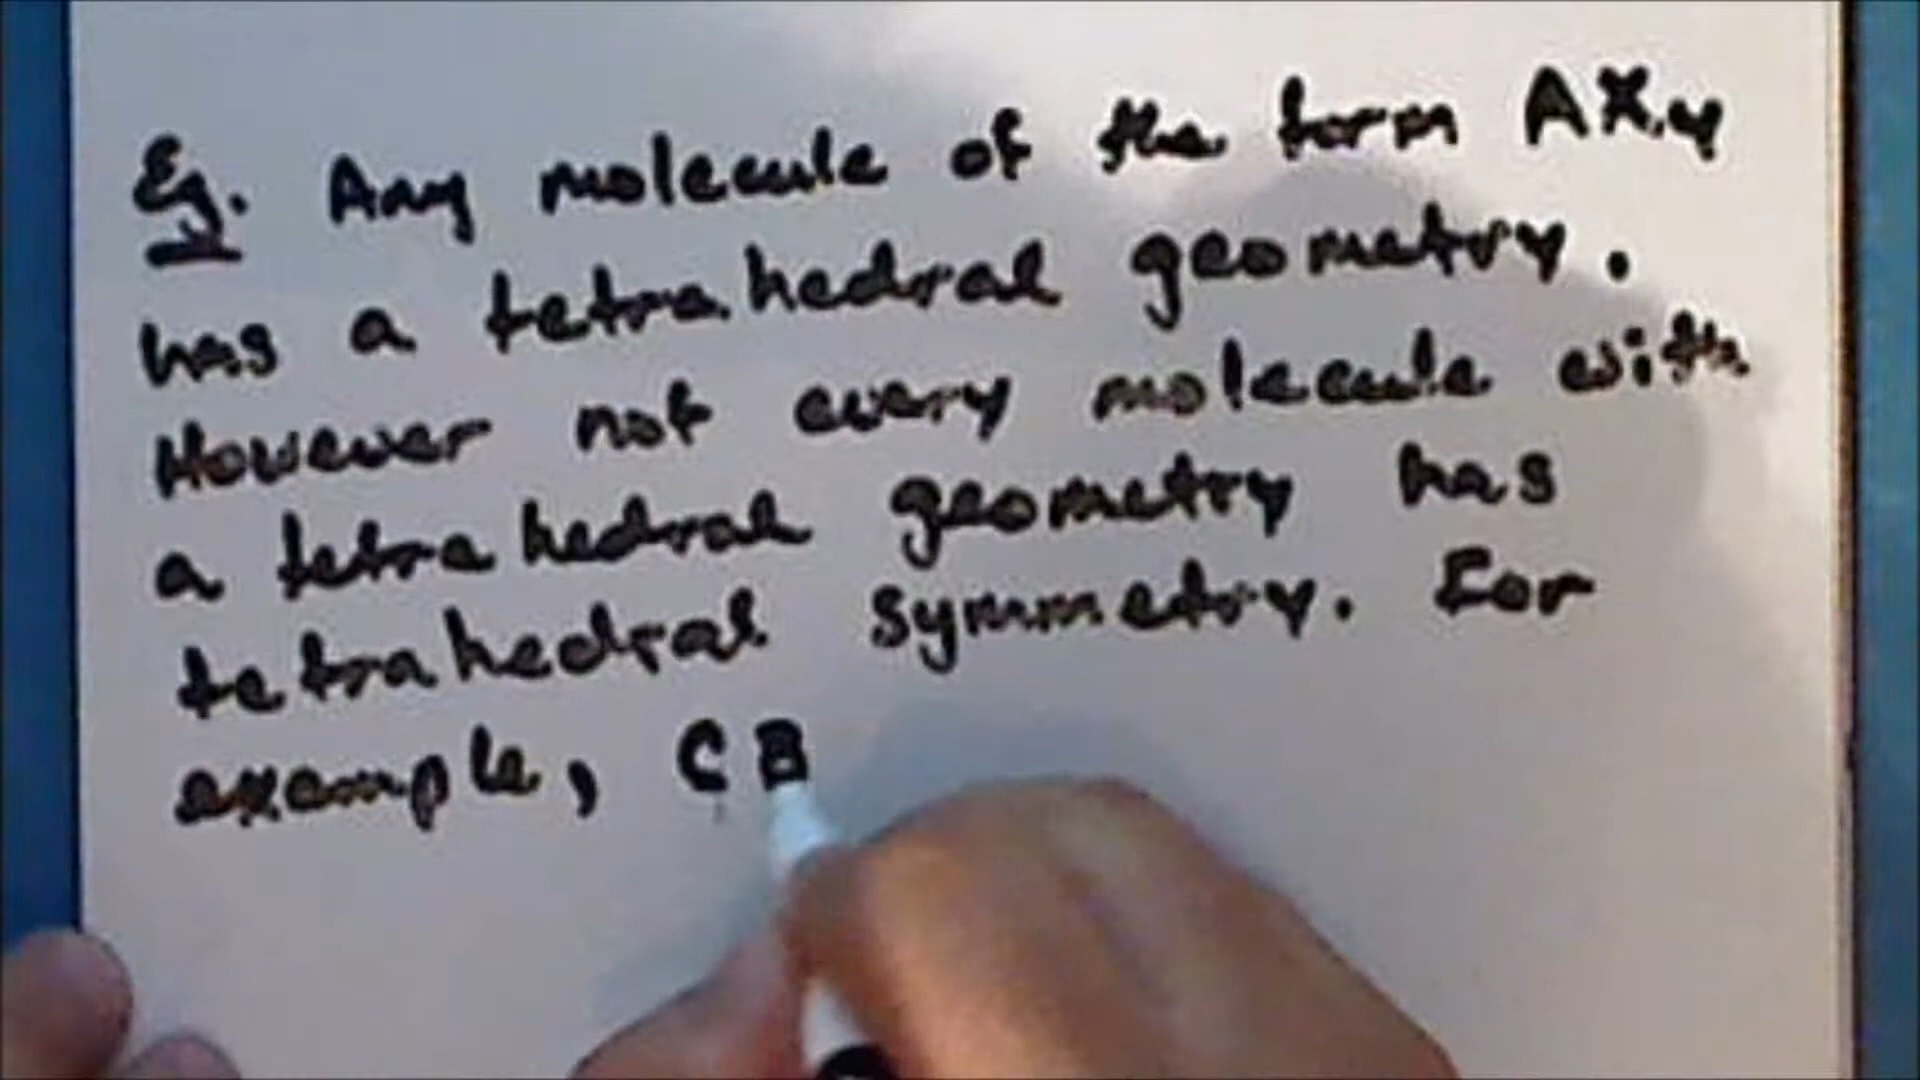 Eg. Any molecule of the form AX4
has a tetrahedral geometry.
However not every molecule with
a tetrahedral geometry has
tetrahedral symmetry. For
example, CB